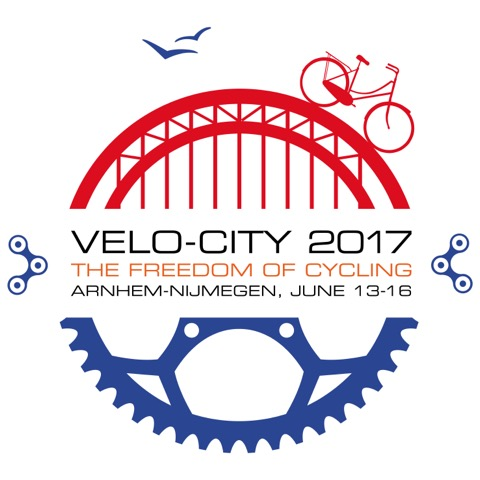 VELO-CITY 2017
THE FREEDOM OF CYCLING
ARNHEM-NIJMEGEN, JUNE 13-16